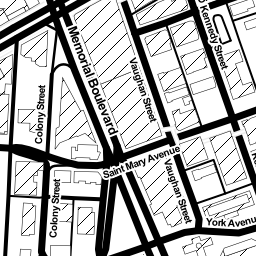 Kennedy Street
Memorial Boulevard
Vaughan Street
Colony Street
Saint Mary Avenue
Vaughan Street
Colony Street
York Avenue